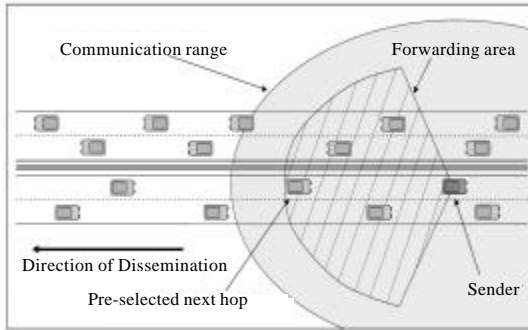 Communication range
Forwarding area
Direction of Dissemination
Pre-selected next hop
Sender